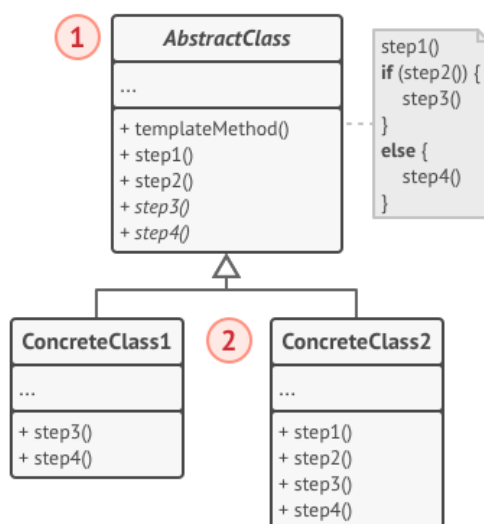 1
AbstractClass
...
+ templateMethod()
+ step1()
+ step2()
+ step3()
+ step4()
step1()
if (step2()) {
step3()
}
else {
step4()
}
2
ConcreteClass1
...
+ step3()
+ step4()
ConcreteClass2
...
+ step1()
+ step2()
+ step3()
+ step4()